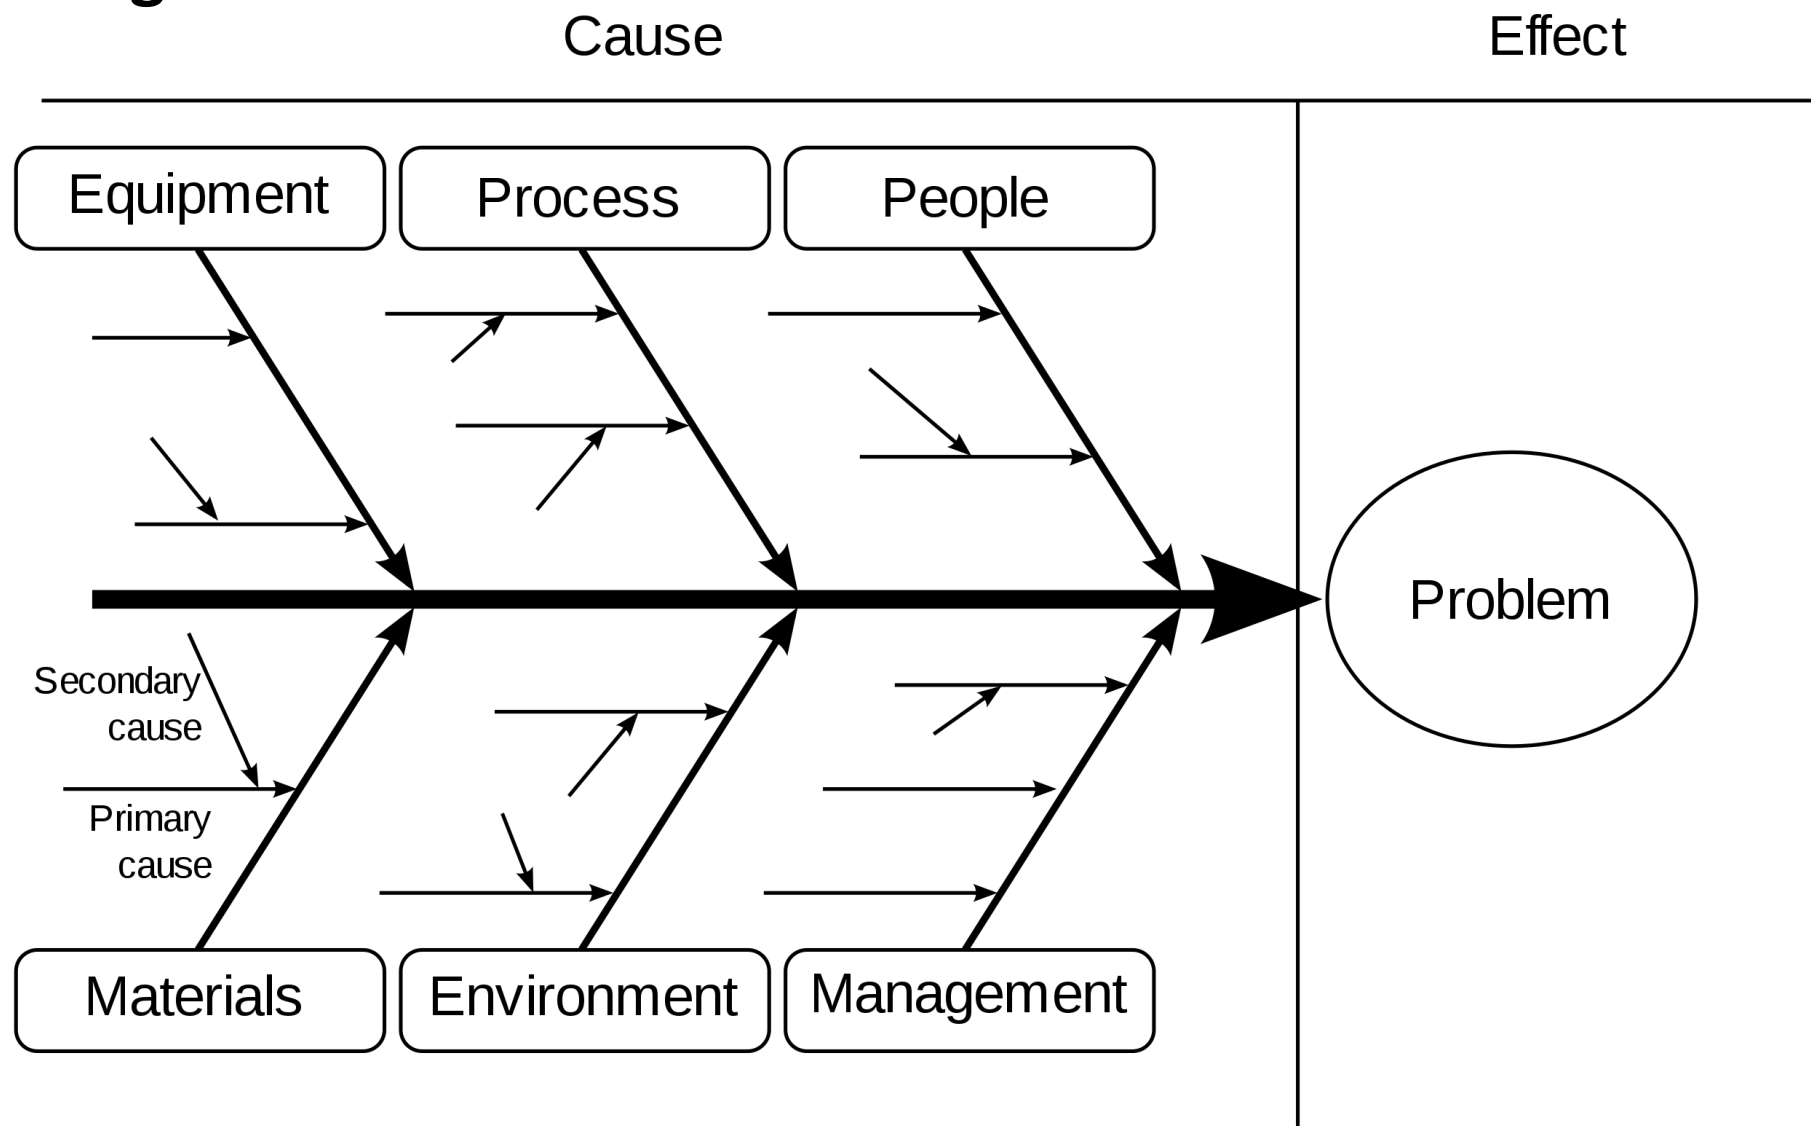 Cause
Effect
Equipment
Process
People
Problem
Secondary
cause
Primary
cause
Materials
Environment
Management